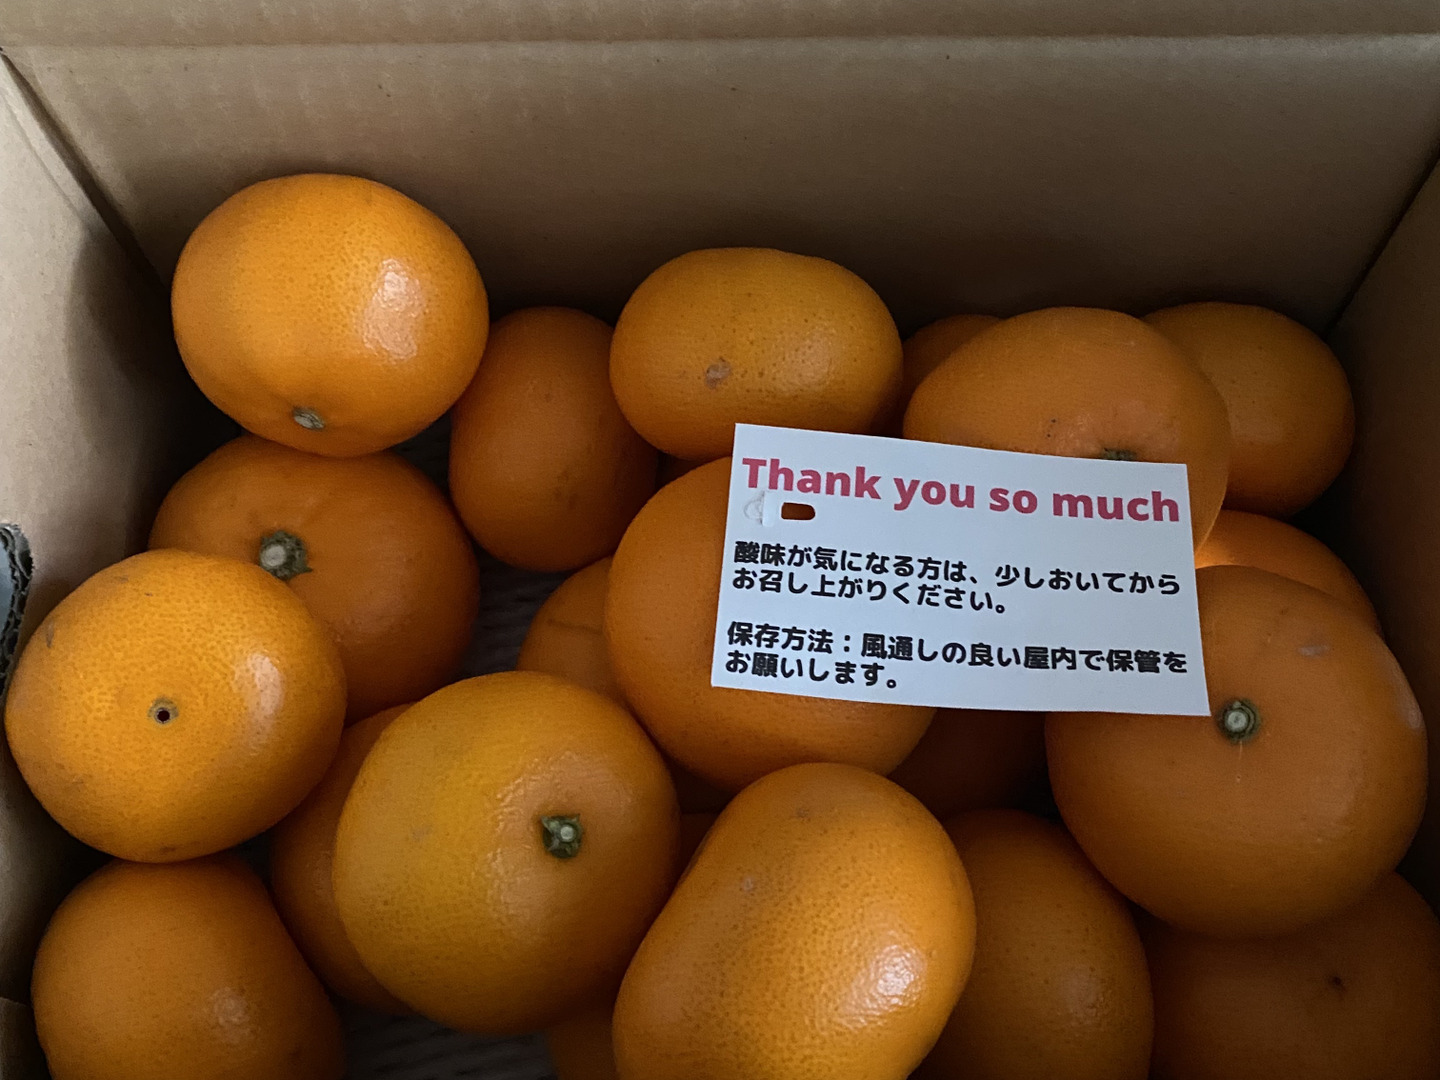 Thank you so much
酸味が気になる方は、少しおいてから
お召し上がりください。
保存方法：風通しの良い屋内で保管を
お願いします。